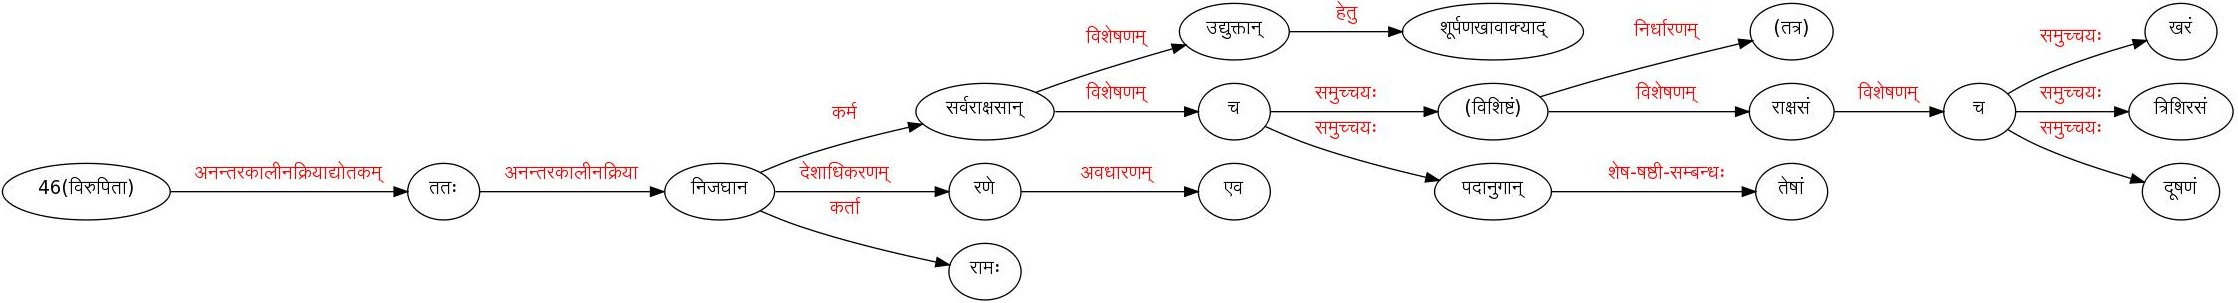 46(विरुपिता)
अनन्तरकालीनक्रियाद्योतकम्
ततः
अनन्तरकालीनक्रिया
निजघान
कर्म
देशाधिकरणम्
कर्ता
सर्वराक्षसान्
रणे
रामः
विशेषणम्
विशेषणम्
अवधारणम्
उद्युक्तान्
च
एव
हेतु
समुच्चयः
समुच्चयः
शूर्पणखावाक्याद्
(विशिष्टं)
पदानुगान्
निर्धारणम्
विशेषणम्
शेष-षष्ठी-सम्बन्धः
(तत्र)
राक्षसं
तेषां
विशेषणम्
च
समुच्चयः
समुच्चयः
समुच्चयः
खरं
त्रिशिरसं
दूषणं